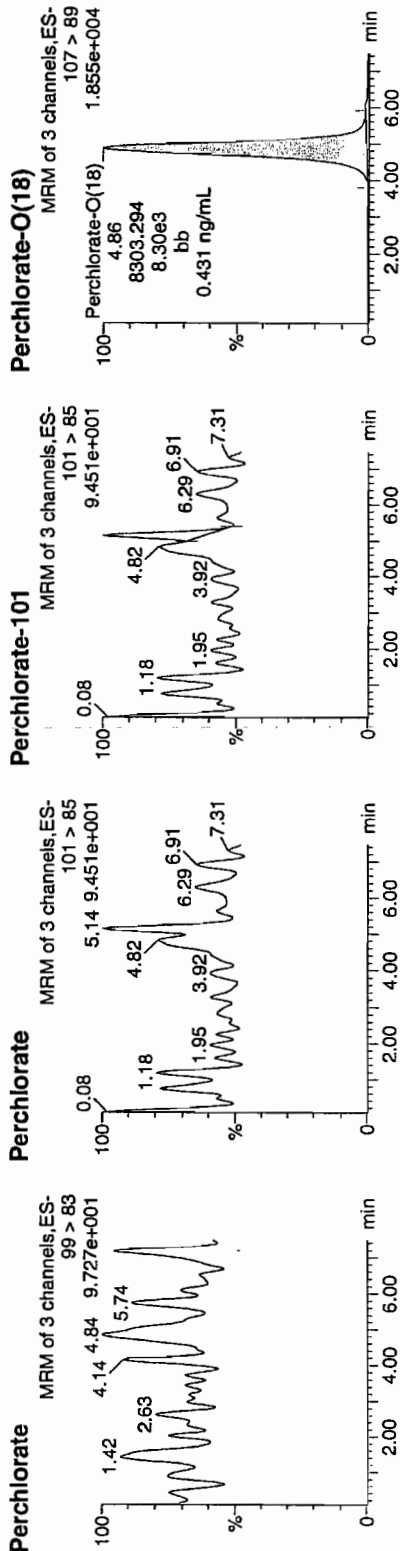 Perchlorate
MRM of 3 channels,ES-
99 > 83
9.727e+001
100
%
0
1.42
2.63
4.14
4.84
5.74
2.00
4.00
6.00
min
Perchlorate
MRM of 3 channels,ES-
101 > 85
9.451e+001
100
%
0
0.08
1.18
1.95
3.92
4.82
5.14
6.29
6.91
7.31
2.00
4.00
6.00
min
Perchlorate-101
MRM of 3 channels,ES-
101 > 85
9.451e+001
100
%
0
0.08
1.18
1.95
3.92
4.82
6.29
6.91
7.31
2.00
4.00
6.00
min
Perchlorate-O(18)
MRM of 3 channels,ES-
107 > 89
1.855e+004
100
%
0
Perchlorate-O(18)
4.86
8303.294
8.30e3
bb
0.431 ng/mL
2.00
4.00
6.00
min